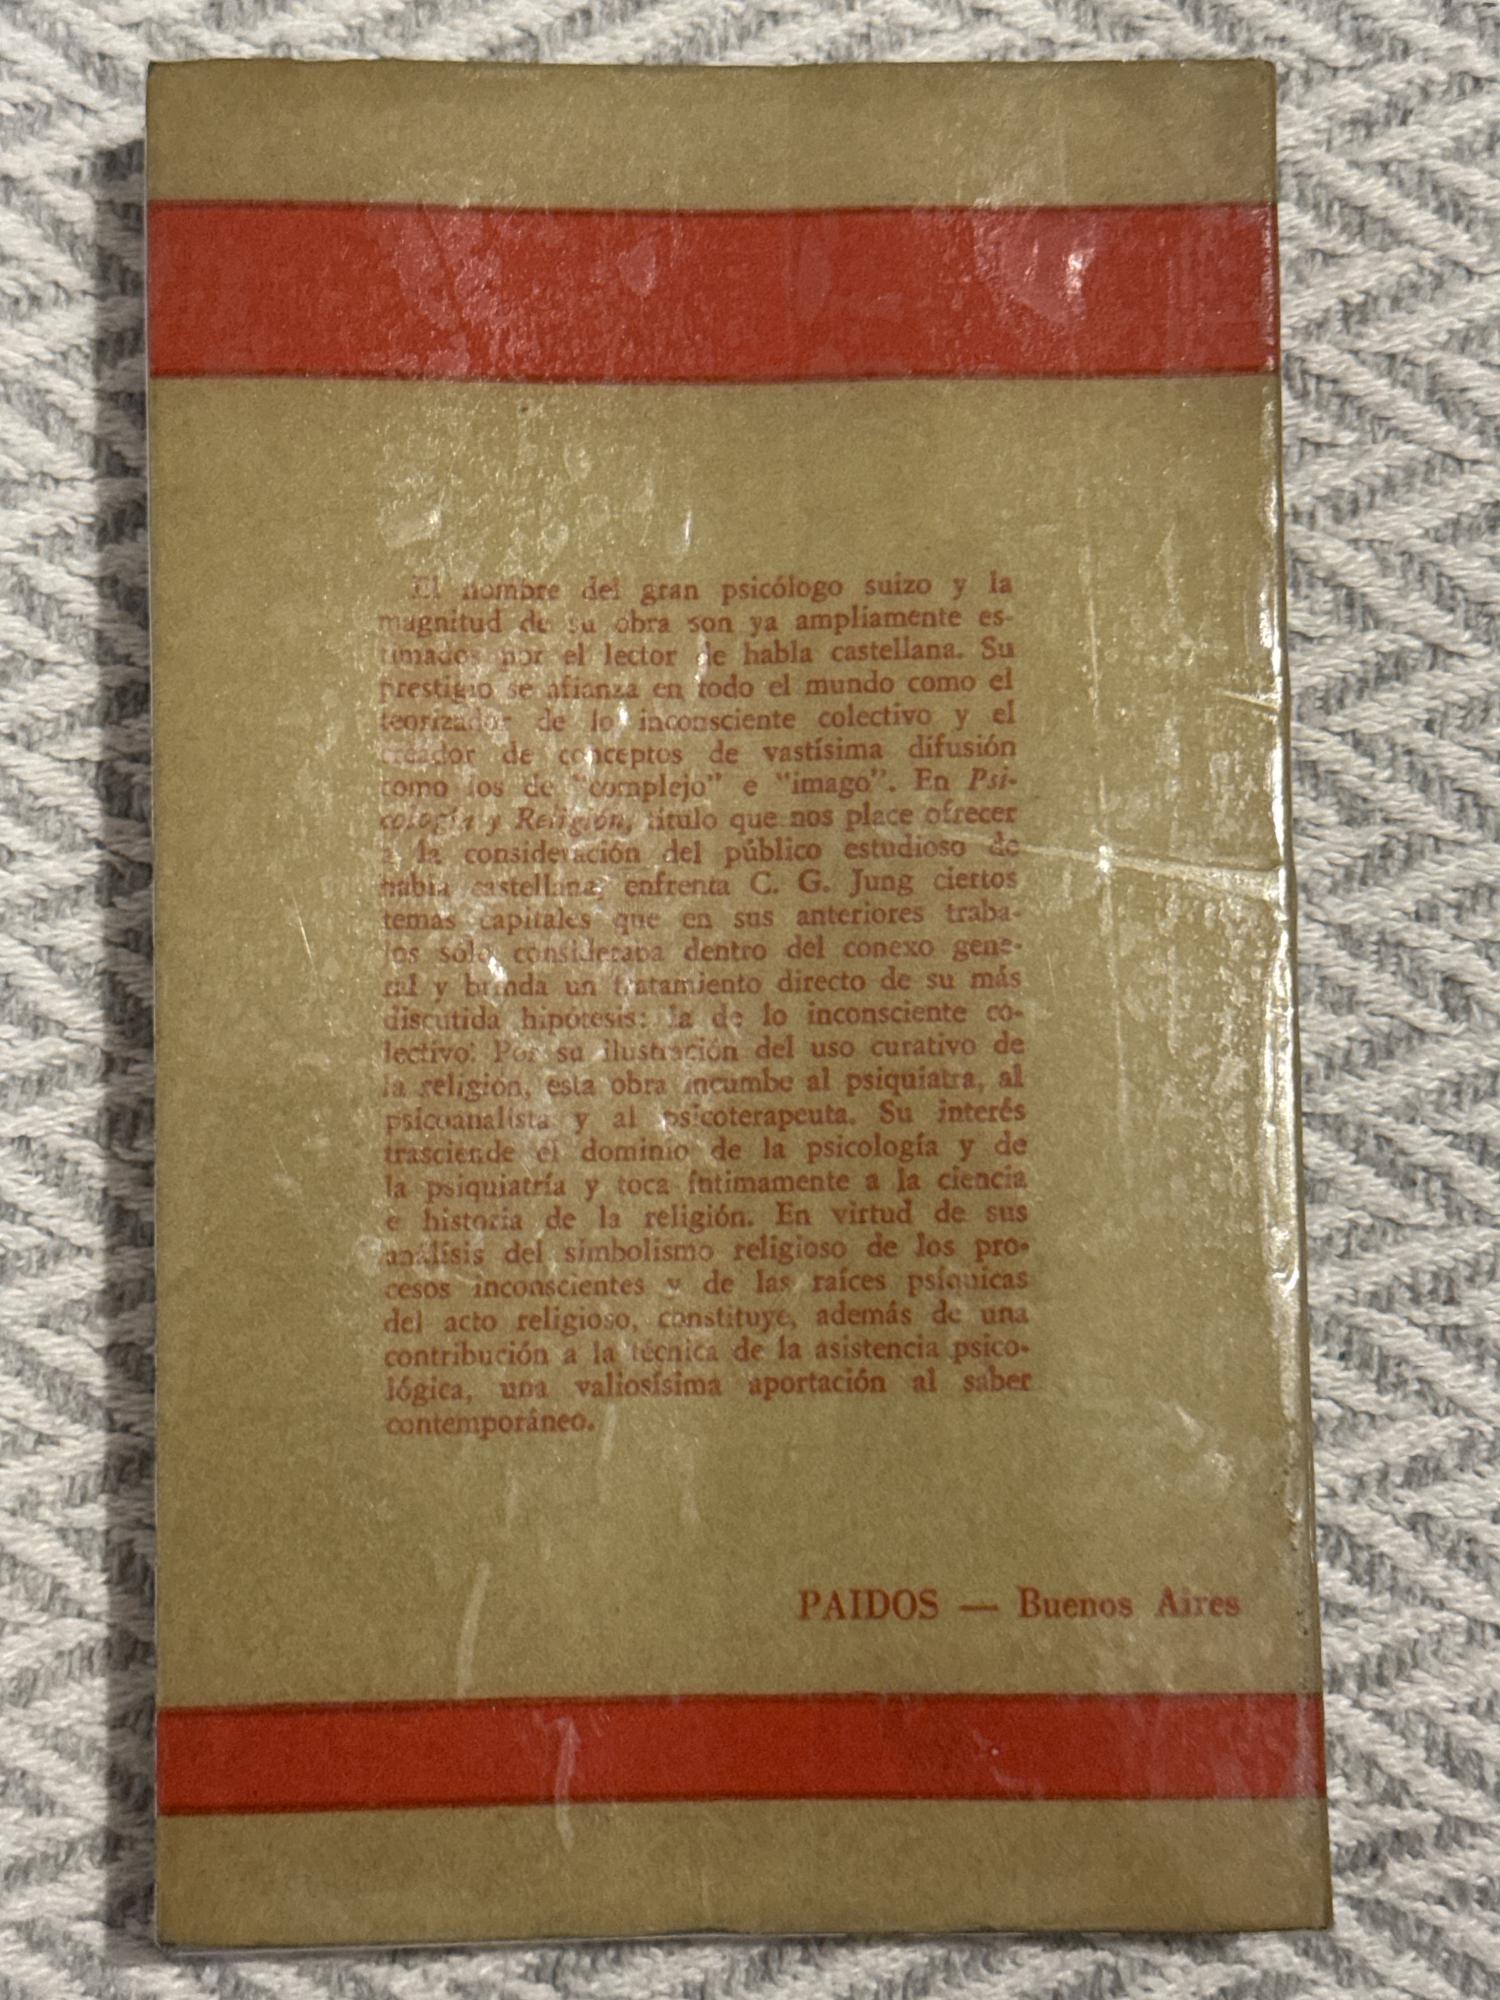 El nombre del gran psicólogo suizo y la
magnitud de su obra son ya ampliamente es-
timados por el lector de habla castellana. Su
prestigio se afianza en todo el mundo como el
teorizador de lo inconsciente colectivo y el
creador de conceptos de vastísima difusión
como los de "complejo" e "imago". En Psi-
cología y Religión, título que nos place ofrecer
a la consideración del público estudioso de
habla castellana, enfrenta C. G. Jung ciertos
temas capitales que en sus anteriores traba-
jos sólo consideraba dentro del conexo gene-
ral y brinda un tratamiento directo de su más
discutida hipótesis: la de lo inconsciente co-
lectivo. Por su ilustración del uso curativo de
la religión, esta obra incumbe al psiquiatra, al
psicoanalista y al psicoterapeuta. Su interés
trasciende el dominio de la psicología y de
la psiquiatría y toca íntimamente a la ciencia
e historia de la religión. En virtud de sus
análisis del simbolismo religioso de los pro-
cesos inconscientes y de las raíces psíquicas
del acto religioso, constituye, además de una
contribución a la técnica de la asistencia psico-
lógica, una valiosísima aportación al saber
contemporáneo.
PAIDOS — Buenos Aires